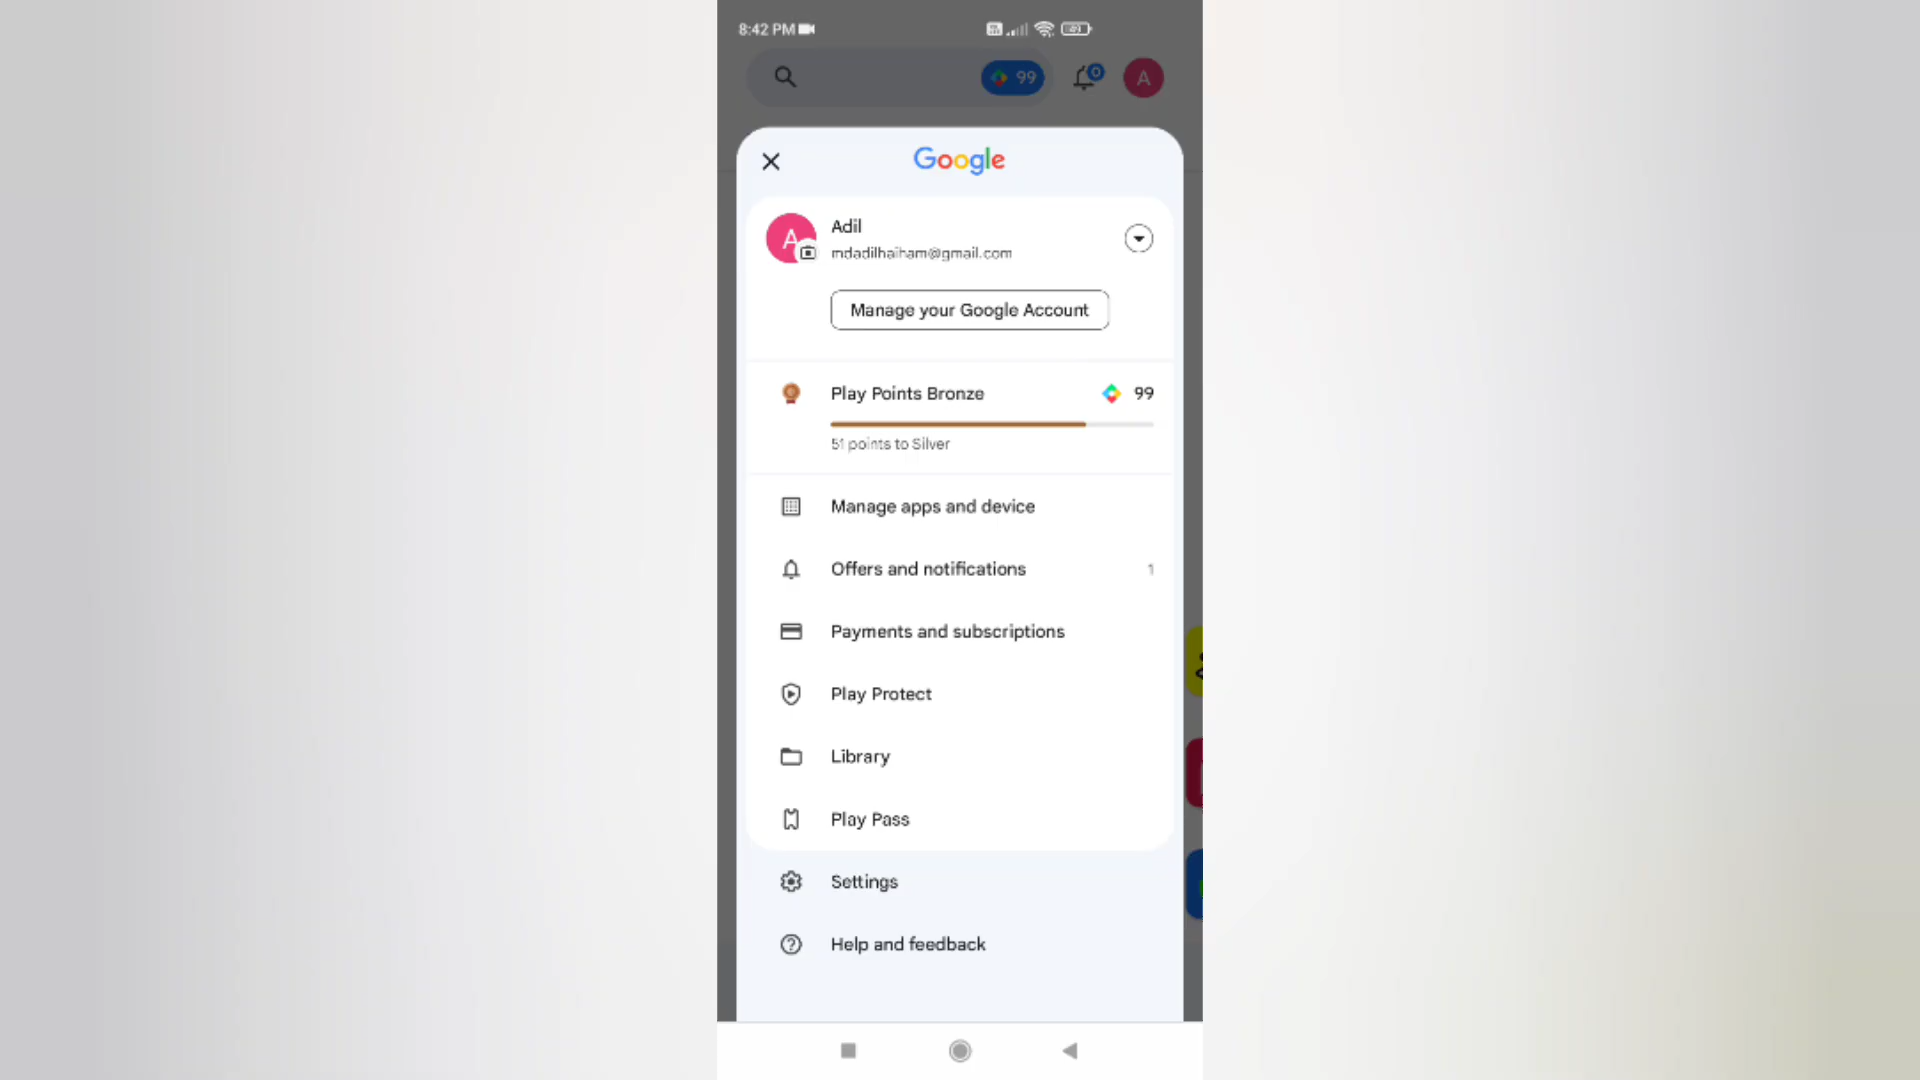 8:42 PM
99
0
A
Google
A
Adil
mdadilhaiham@gmail.com
Manage your Google Account
Play Points Bronze
99
51 points to Silver
Manage apps and device
Offers and notifications
1
Payments and subscriptions
Play Protect
Library
Play Pass
Settings
Help and feedback